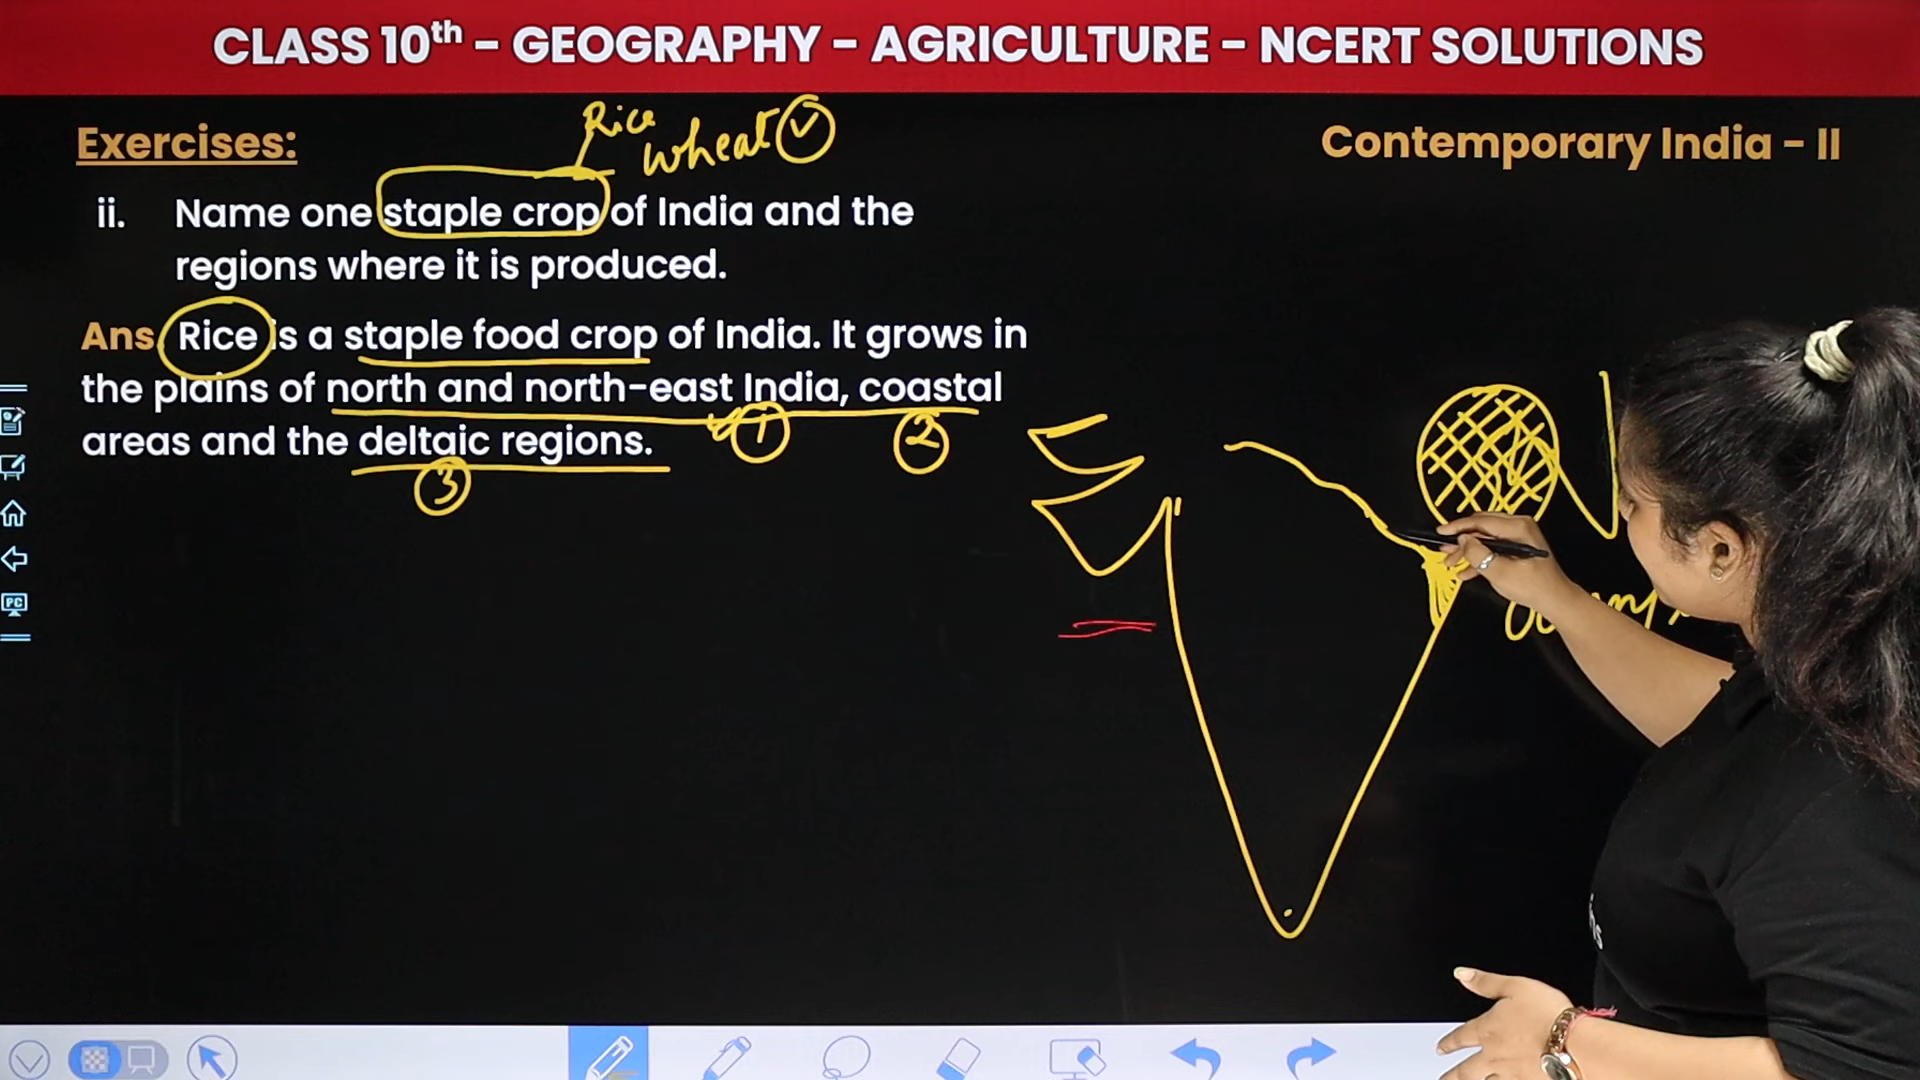 CLASS 10th - GEOGRAPHY - AGRICULTURE - NCERT SOLUTIONS
Exercises:
Rice
Wheat
Contemporary India - II
ii. Name one staple crop of India and the
regions where it is produced.
Ans. Rice is a staple food crop of India. It grows in
the plains of north and north-east India, coastal
areas and the deltaic regions.
1
2
3
PC